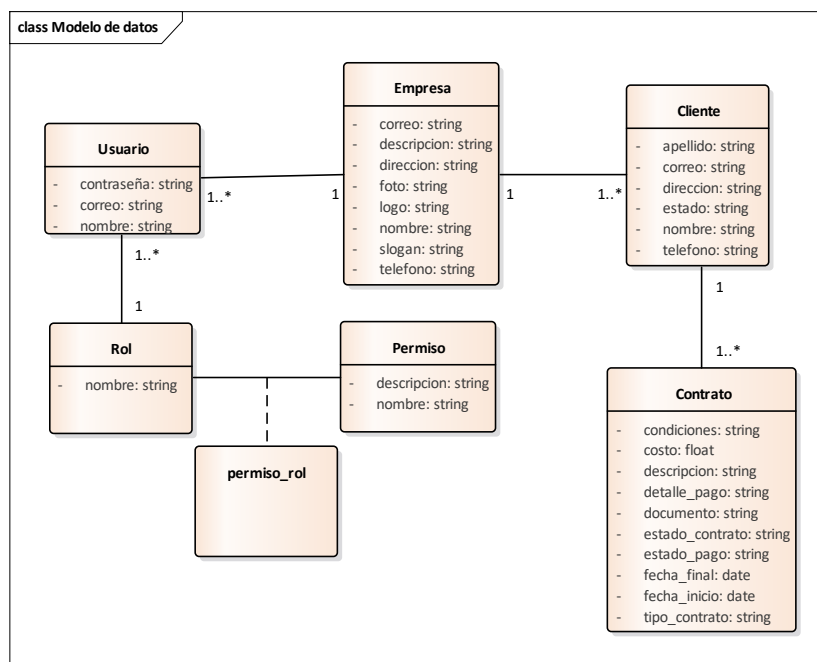 class Modelo de datos
Empresa
- correo: string
- descripcion: string
- direccion: string
- foto: string
- logo: string
- nombre: string
- slogan: string
- telefono: string
Cliente
- apellido: string
- correo: string
- direccion: string
- estado: string
- nombre: string
- telefono: string
Usuario
- contraseña: string
- correo: string
- nombre: string
1..*
1
1
1..*
1..*
1
1
1..*
Rol
- nombre: string
Permiso
- descripcion: string
- nombre: string
permiso_rol
Contrato
- condiciones: string
- costo: float
- descripcion: string
- detalle_pago: string
- documento: string
- estado_contrato: string
- estado_pago: string
- fecha_final: date
- fecha_inicio: date
- tipo_contrato: string